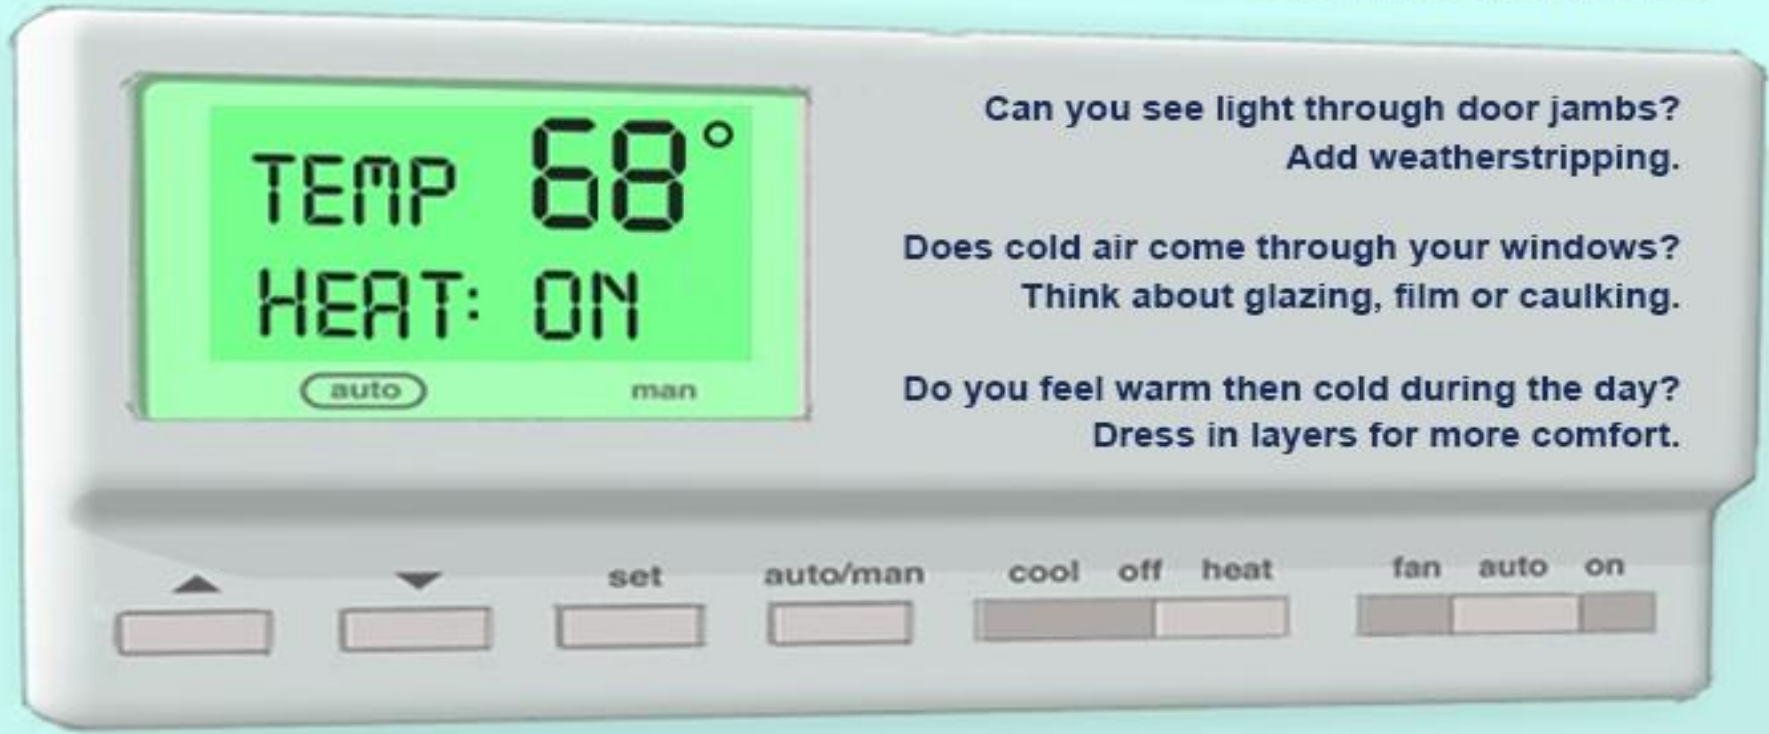 TEMP 68°
HEAT: ON
auto man
Can you see light through door jambs?
Add weatherstripping.
Does cold air come through your windows?
Think about glazing, film or caulking.
Do you feel warm then cold during the day?
Dress in layers for more comfort.
set auto/man cool off heat fan auto on